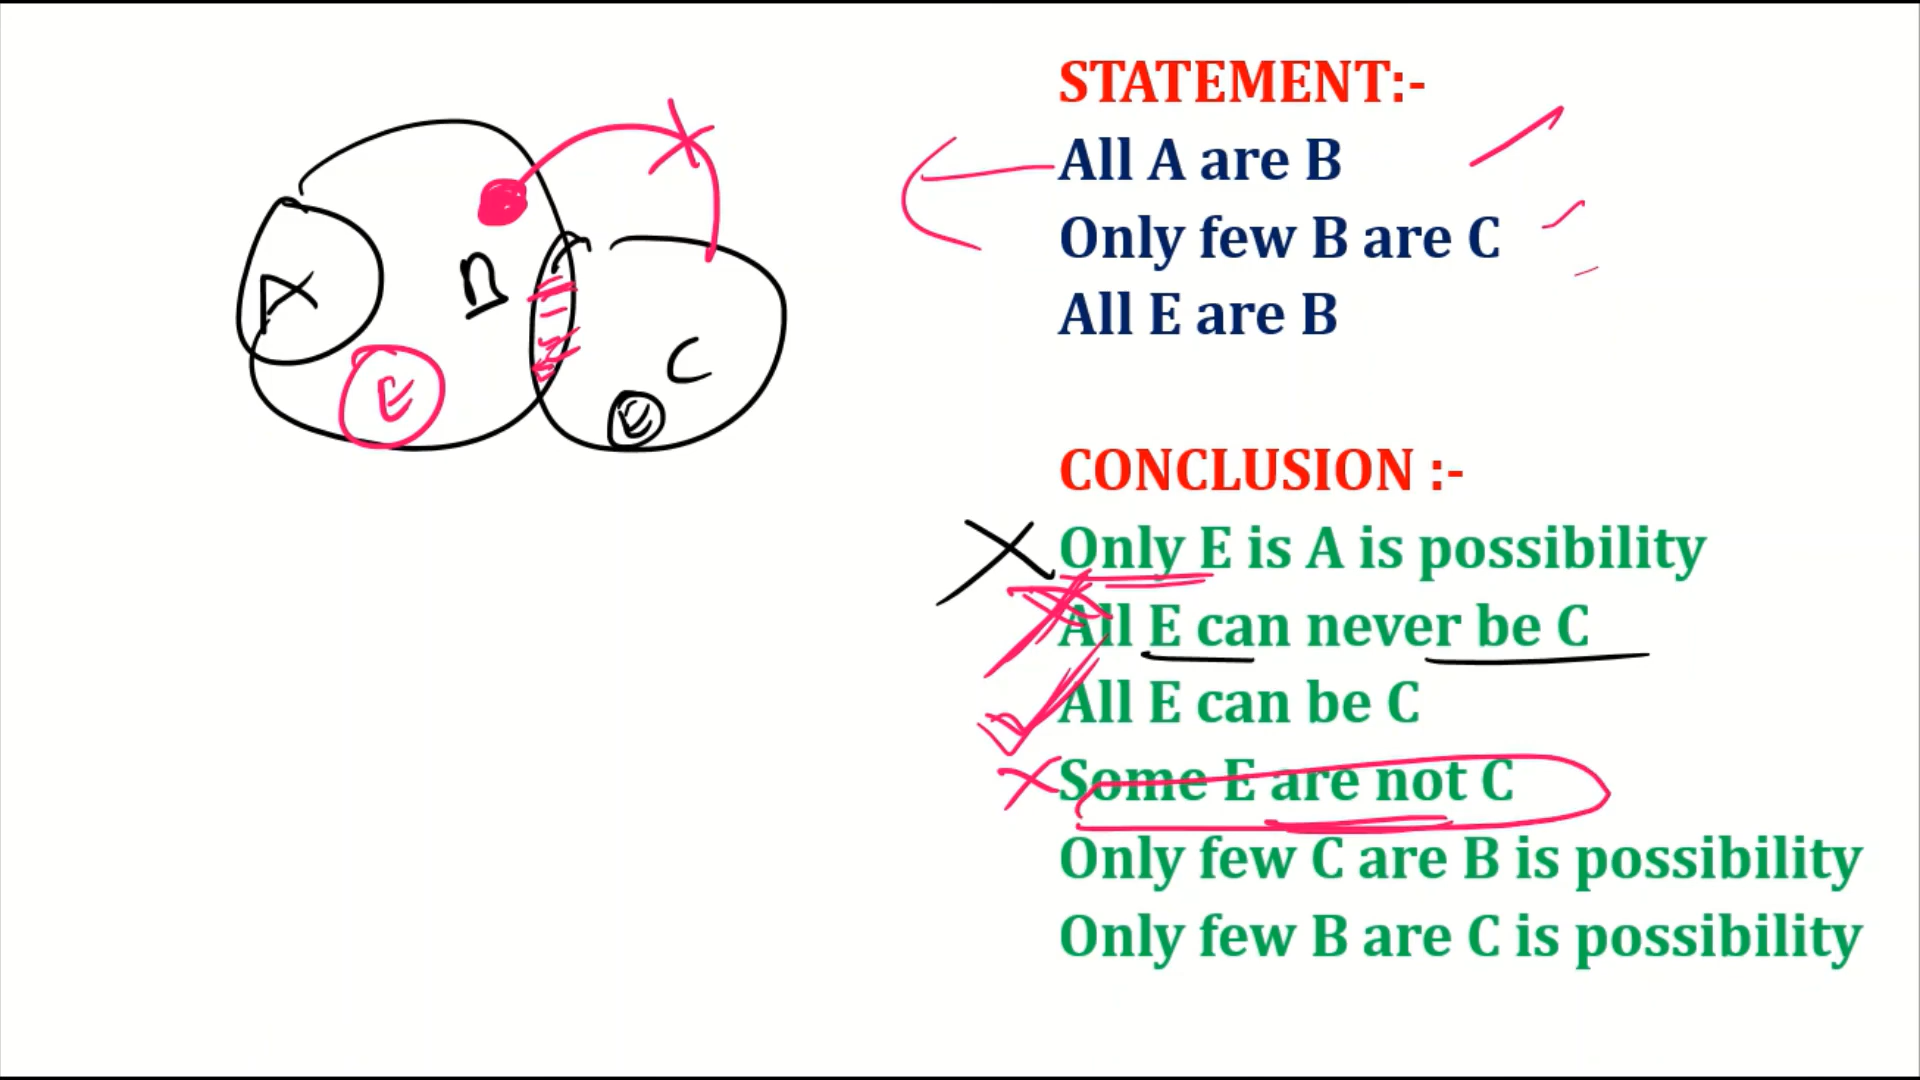 STATEMENT:-
All A are B
Only few B are C
All E are B
A
B
C
E
E
CONCLUSION :-
Only E is A is possibility
All E can never be C
All E can be C
Some E are not C
Only few C are B is possibility
Only few B are C is possibility